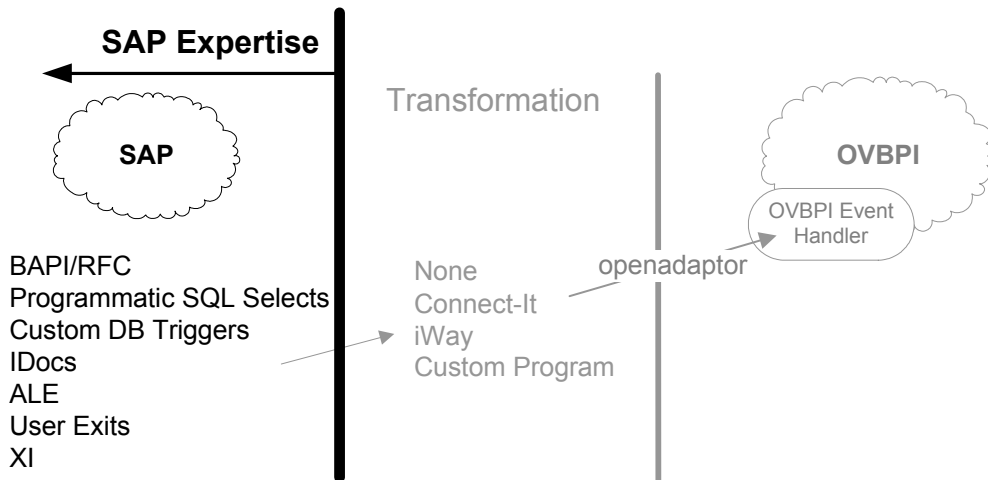 SAP Expertise
SAP
BAPI/RFC
Programmatic SQL Selects
Custom DB Triggers
IDocs
ALE
User Exits
XI
Transformation
None
Connect-It
iWay
Custom Program
openadaptor
OVBPI
OVBPI Event
Handler